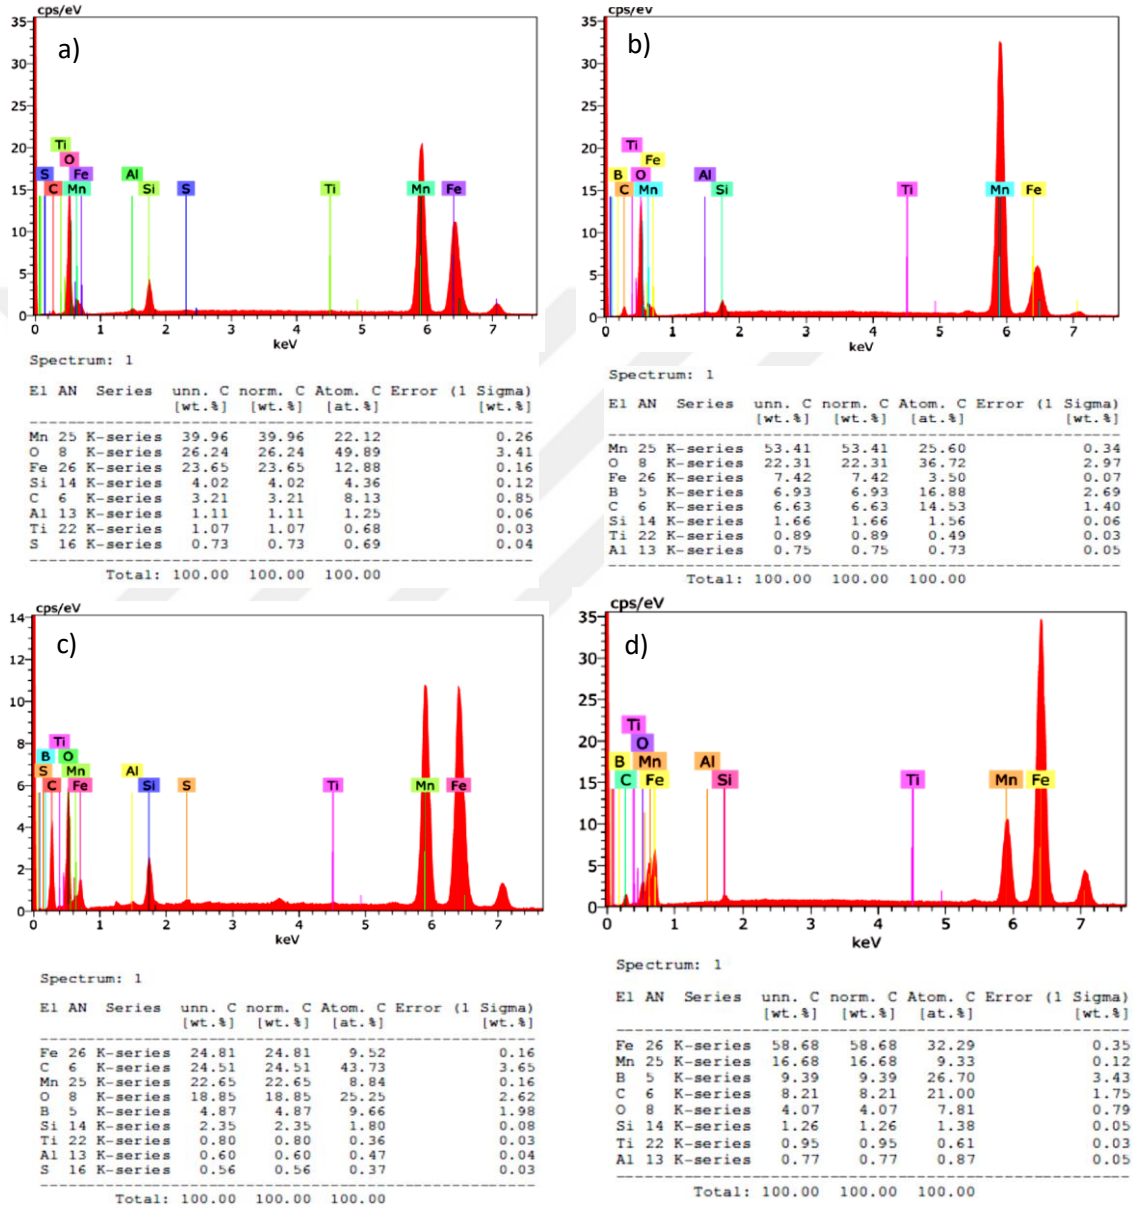 cps/eV
a)
35
30
25
20
15
10
5
0
Ti
O
S Fe Al
C Mn Si S Ti Mn Fe
0 1 2 3 4 5 6 7
keV
Spectrum: 1
El AN Series unn. C norm. C Atom. C Error (1 Sigma)
[wt.%] [wt.%] [at.%] [wt.%]
Mn 25 K-series 39.96 39.96 22.12 0.26
O 8 K-series 26.24 26.24 49.89 3.41
Fe 26 K-series 23.65 23.65 12.88 0.16
Si 14 K-series 4.02 4.02 4.36 0.12
C 6 K-series 3.21 3.21 8.13 0.85
Al 13 K-series 1.11 1.11 1.25 0.06
Ti 22 K-series 1.07 1.07 0.68 0.03
S 16 K-series 0.73 0.73 0.69 0.04
Total: 100.00 100.00 100.00
cps/eV
b)
35
30
25
20
15
10
5
0
Ti
Fe
B O Al
C Mn Si Ti Mn Fe
0 1 2 3 4 5 6 7
keV
Spectrum: 1
El AN Series unn. C norm. C Atom. C Error (1 Sigma)
[wt.%] [wt.%] [at.%] [wt.%]
Mn 25 K-series 53.41 53.41 25.60 0.34
O 8 K-series 22.31 22.31 36.72 2.97
Fe 26 K-series 7.42 7.42 3.50 0.07
B 5 K-series 6.93 6.93 16.88 2.69
C 6 K-series 6.63 6.63 14.53 1.40
Si 14 K-series 1.66 1.66 1.56 0.06
Ti 22 K-series 0.89 0.89 0.49 0.03
Al 13 K-series 0.75 0.75 0.73 0.05
Total: 100.00 100.00 100.00
cps/eV
c)
14
12
10
8
6
4
2
0
Ti
B O
S Mn Al
C Fe Si S Ti Mn Fe
0 1 2 3 4 5 6 7
keV
Spectrum: 1
El AN Series unn. C norm. C Atom. C Error (1 Sigma)
[wt.%] [wt.%] [at.%] [wt.%]
Fe 26 K-series 24.81 24.81 9.52 0.16
C 6 K-series 24.51 24.51 43.73 3.65
Mn 25 K-series 22.65 22.65 8.84 0.16
O 8 K-series 18.85 18.85 25.25 2.62
B 5 K-series 4.87 4.87 9.66 1.98
Si 14 K-series 2.35 2.35 1.80 0.08
Ti 22 K-series 0.80 0.80 0.36 0.03
Al 13 K-series 0.60 0.60 0.47 0.04
S 16 K-series 0.56 0.56 0.37 0.03
Total: 100.00 100.00 100.00
cps/eV
d)
35
30
25
20
15
10
5
0
Ti
O
B Mn Al
C Fe Si Ti Mn Fe
0 1 2 3 4 5 6 7
keV
Spectrum: 1
El AN Series unn. C norm. C Atom. C Error (1 Sigma)
[wt.%] [wt.%] [at.%] [wt.%]
Fe 26 K-series 58.68 58.68 32.29 0.35
Mn 25 K-series 16.68 16.68 9.33 0.12
B 5 K-series 9.39 9.39 26.70 3.43
C 6 K-series 8.21 8.21 21.00 1.75
O 8 K-series 4.07 4.07 7.81 0.79
Si 14 K-series 1.26 1.26 1.38 0.05
Ti 22 K-series 0.95 0.95 0.61 0.03
Al 13 K-series 0.77 0.77 0.87 0.05
Total: 100.00 100.00 100.00